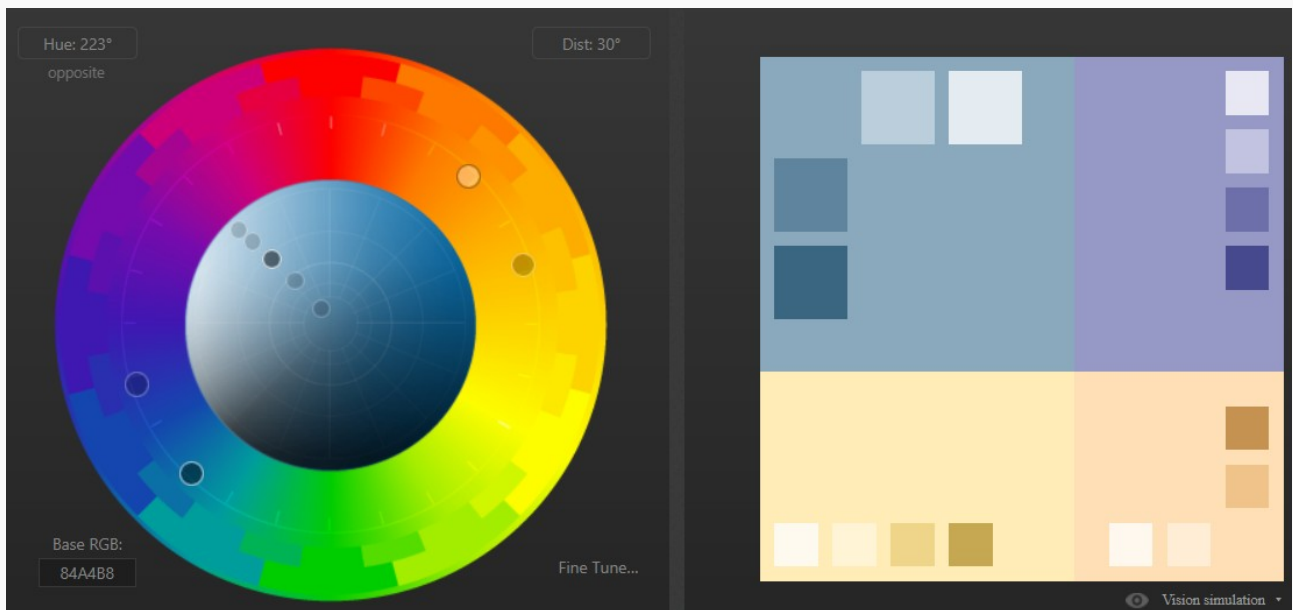 Hue: 223°
Dist: 30°
opposite
Base RGB:
84A4B8
Fine Tune...
Vision simulation